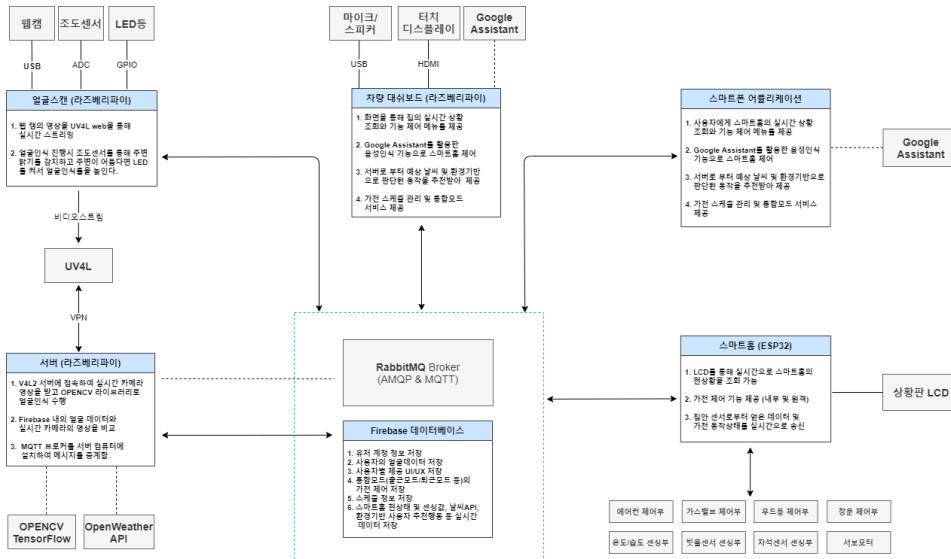 웹캠
조도센서
LED등
USB
ADC
GPIO
얼굴스캔 (라즈베리파이)
1. 웹 캠의 영상을 UV4L web을 통해
실시간 스트리밍
2. 얼굴인식 진행시 조도센서를 통해 주변
밝기를 감지하고 주변이 어둡다면 LED
를 켜서 얼굴인식률을 높인다.
비디오스트림
UV4L
VPN
서버 (라즈베리파이)
1. V4L2 서버에 접속하여 실시간 카메라
영상을 받고 OPENCV 라이브러리로
얼굴인식 수행
2. Firebase 내의 얼굴 데이터와
실시간 카메라의 영상을 비교
3. MQTT 브로커를 서버 컴퓨터에
설치하여 메시지를 중계함.
OPENCV
TensorFlow
OpenWeather
API
마이크/
스피커
터치
디스플레이
Google
Assistant
USB
HDMI
차량 대쉬보드 (라즈베리파이)
1. 화면을 통해 집의 실시간 상황
조회와 기능 제어 메뉴를 제공
2. Google Assistant를 활용한
음성인식 기능으로 스마트홈 제어
3. 서버로 부터 예상 날씨 및 환경기반
으로 판단된 동작을 추천받아 제공
4. 가전 스케줄 관리 및 통합모드
서비스 제공
RabbitMQ Broker
(AMQP & MQTT)
Firebase 데이터베이스
1. 유저 계정 정보 저장
2. 사용자의 얼굴데이터 저장
3. 사용자별 제공 UI/UX 저장
4. 통합모드(출근모드/퇴근모드 등)의
가전 제어 저장
5. 스케줄 정보 저장
6. 스마트홈 현상태 및 센싱값, 날씨API,
환경기반 사용자 추천행동 등 실시간
데이터 저장
스마트폰 어플리케이션
1. 사용자에게 스마트홈의 실시간 상황
조회와 기능 제어 메뉴를 제공
2. Google Assistant를 활용한 음성인식
기능으로 스마트홈 제어
3. 서버로 부터 예상 날씨 및 환경기반으로
판단된 동작을 추천받아 제공
4. 가전 스케줄 관리 및 통합모드 서비스
제공
Google
Assistant
스마트홈 (ESP32)
1. LCD를 통해 실시간으로 스마트홈의
현상황을 조회 가능
2. 가전 제어 기능 제공 (내부 및 원격)
3. 집안 센서로부터 얻은 데이터 및
가전 동작상태를 실시간으로 송신
상황판 LCD
에어컨 제어부
가스밸브 제어부
무드등 제어부
창문 제어부
온도/습도 센싱부
빗물센서 센싱부
자석센서 센싱부
서보모터